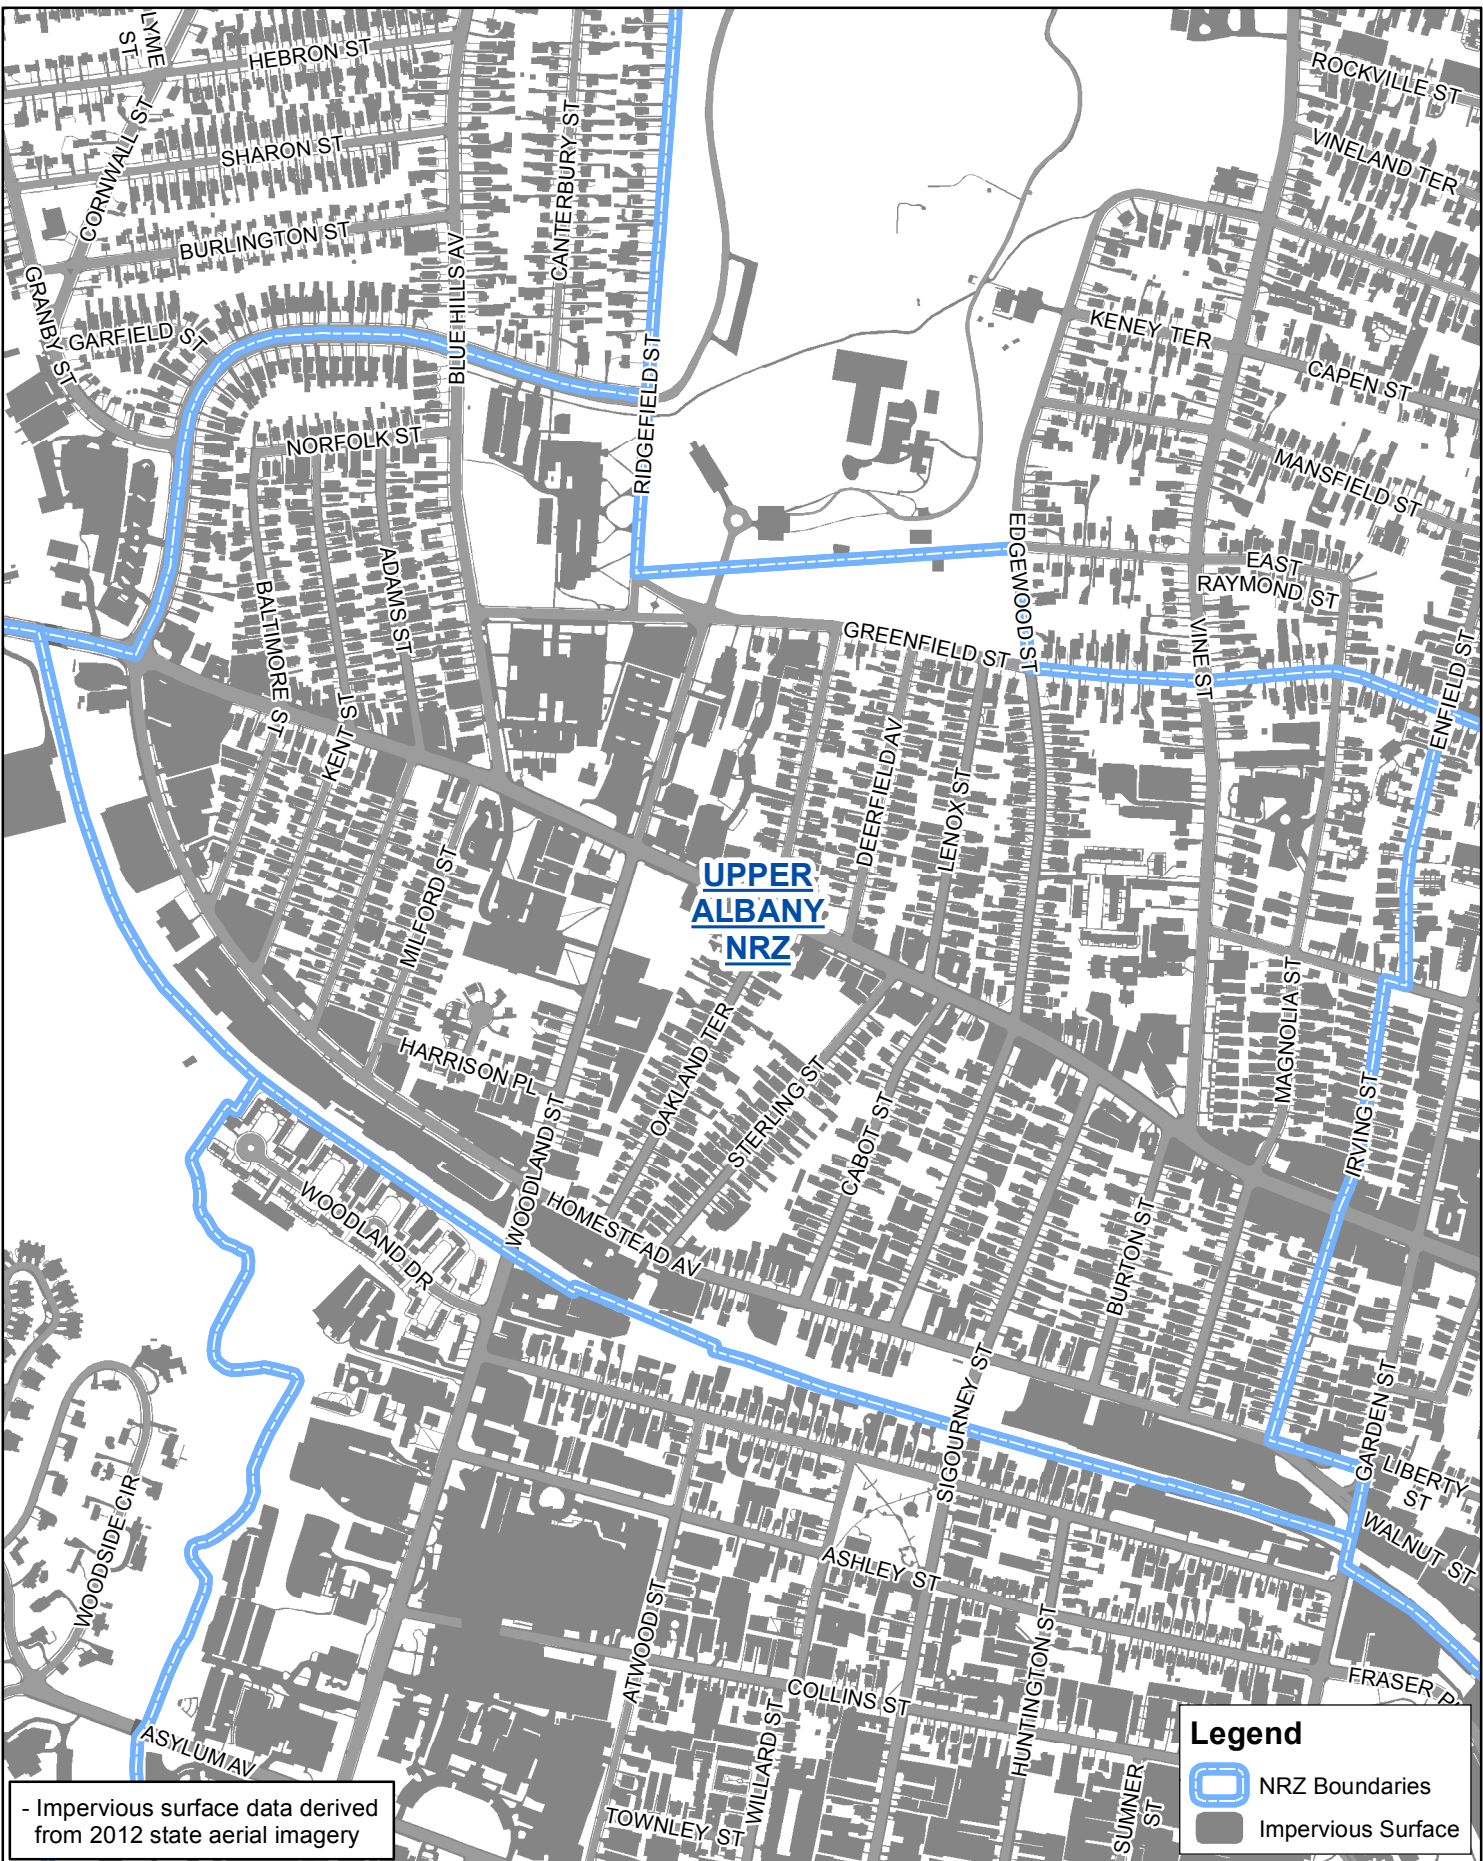 LYME
ST
HEBRON ST
ROCKVILLE ST
SHARON ST
CORNWALL ST
CANTERBURY ST
VINELAND TER
BURLINGTON ST
BLUE HILLS AV
GRANBY ST
GARFIELD ST
KENEY TER
RIDGEFIELD ST
CAPEN ST
NORFOLK ST
MANSFIELD ST
EDGEWOOD ST
ADAMS ST
BALTIMORE ST
EAST
RAYMOND ST
GREENFIELD ST
VINE ST
ENFIELD ST
KENT ST
DEERFIELD AV
LENOX ST
UPPER
ALBANY
NRZ
MILFORD ST
MAGNOLIA ST
HARRISON PL
OAKLAND TER
STERLING ST
CABOT ST
IRVING ST
WOODLAND ST
WOODLAND DR
HOMESTEAD AV
BURTON ST
SIGOURNEY ST
GARDEN ST
LIBERTY
ST
WALNUT ST
WOODSIDE CIR
ASHLEY ST
ATWOOD ST
HUNTINGTON ST
COLLINS ST
FRASER P
WILLARD ST
ASYLUM AV
TOWNLEY ST
SUMNER
ST
Legend
NRZ Boundaries
Impervious Surface
- Impervious surface data derived
from 2012 state aerial imagery